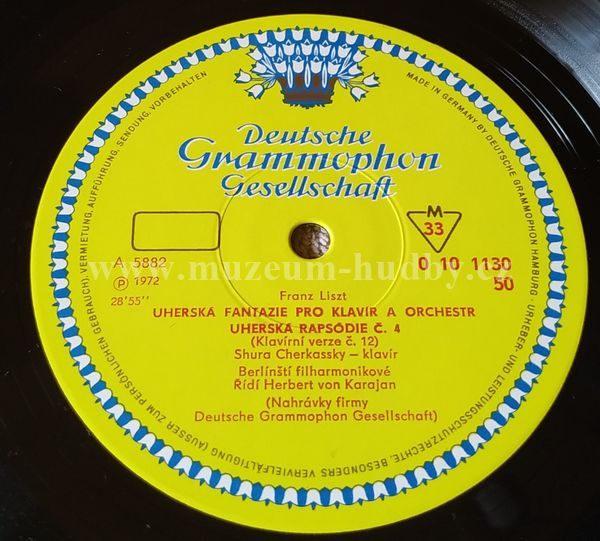 Deutsche
Grammophon
Gesellschaft
M
33
A 5882
Ⓟ 1972
28'55"
0 10 1130
50
www.muzeum-hudby.cz
Franz Liszt
UHERSKÁ FANTAZIE PRO KLAVÍR A ORCHESTR
UHERSKÁ RAPSÓDIE Č. 4
(Klavírní verze č. 12)
Shura Cherkassky – klavír
Berlínští filharmonikové
Řídí Herbert von Karajan
(Nahrávky firmy
Deutsche Grammophon Gesellschaft)
MADE IN GERMANY BY DEUTSCHE GRAMMOPHON HAMBURG · URHEBER- UND LEISTUNGSSCHUTZRECHTE, BESONDERS VERVIELFÄLTIGUNG (AUSSER ZUM PERSÖNLICHEN GEBRAUCH), VERMIETUNG, AUFFÜHRUNG, SENDUNG, VORBEHALTEN